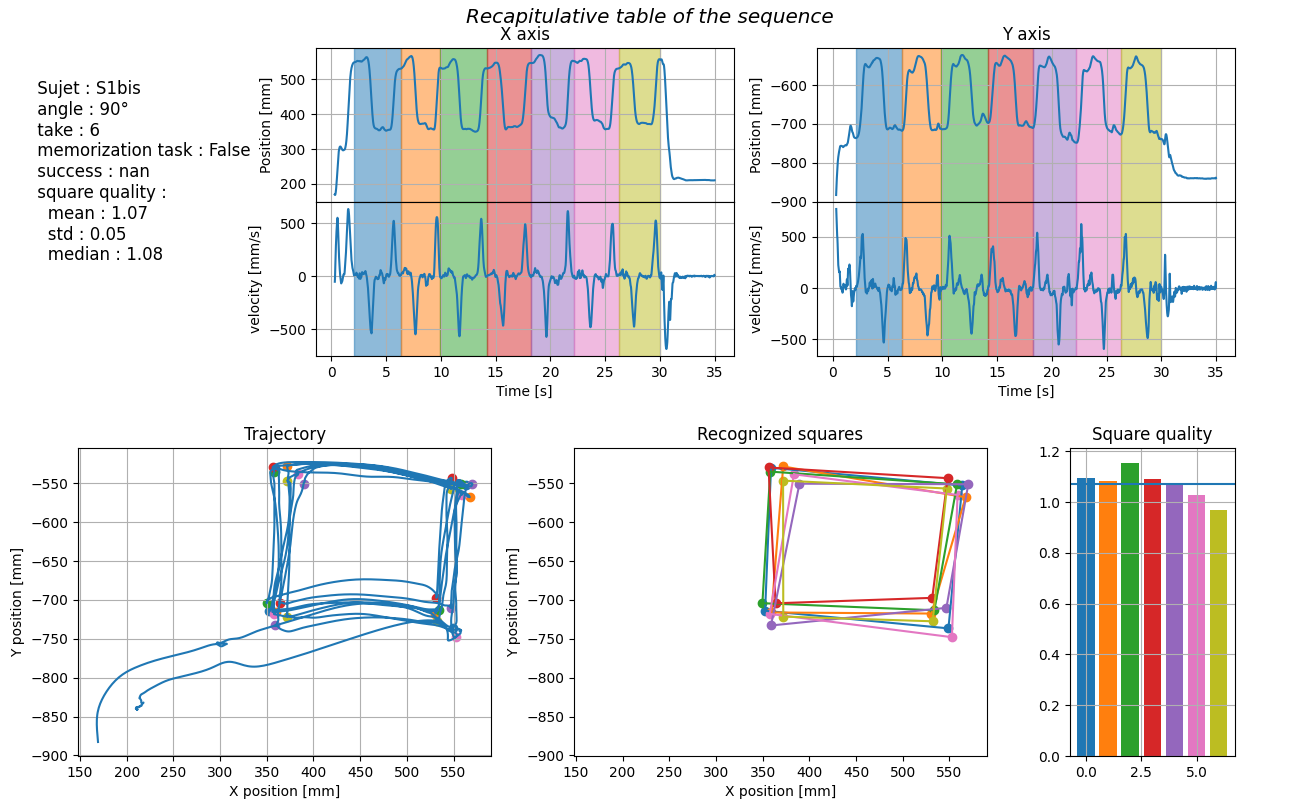 Recapitulative table of the sequence
X axis
Y axis
Sujet : S1bis
angle : 90°
take : 6
memorization task : False
success : nan
square quality :
mean : 1.07
std : 0.05
median : 1.08
Position [mm]
500
400
300
200
velocity [mm/s]
500
0
−500
0 5 10 15 20 25 30 35
Time [s]
Position [mm]
−600
−700
−800
−900
velocity [mm/s]
500
0
−500
0 5 10 15 20 25 30 35
Time [s]
Trajectory
Y position [mm]
−550
−600
−650
−700
−750
−800
−850
−900
150 200 250 300 350 400 450 500 550
X position [mm]
Recognized squares
Y position [mm]
−550
−600
−650
−700
−750
−800
−850
−900
150 200 250 300 350 400 450 500 550
X position [mm]
Square quality
1.2
1.0
0.8
0.6
0.4
0.2
0.0
0.0 2.5 5.0